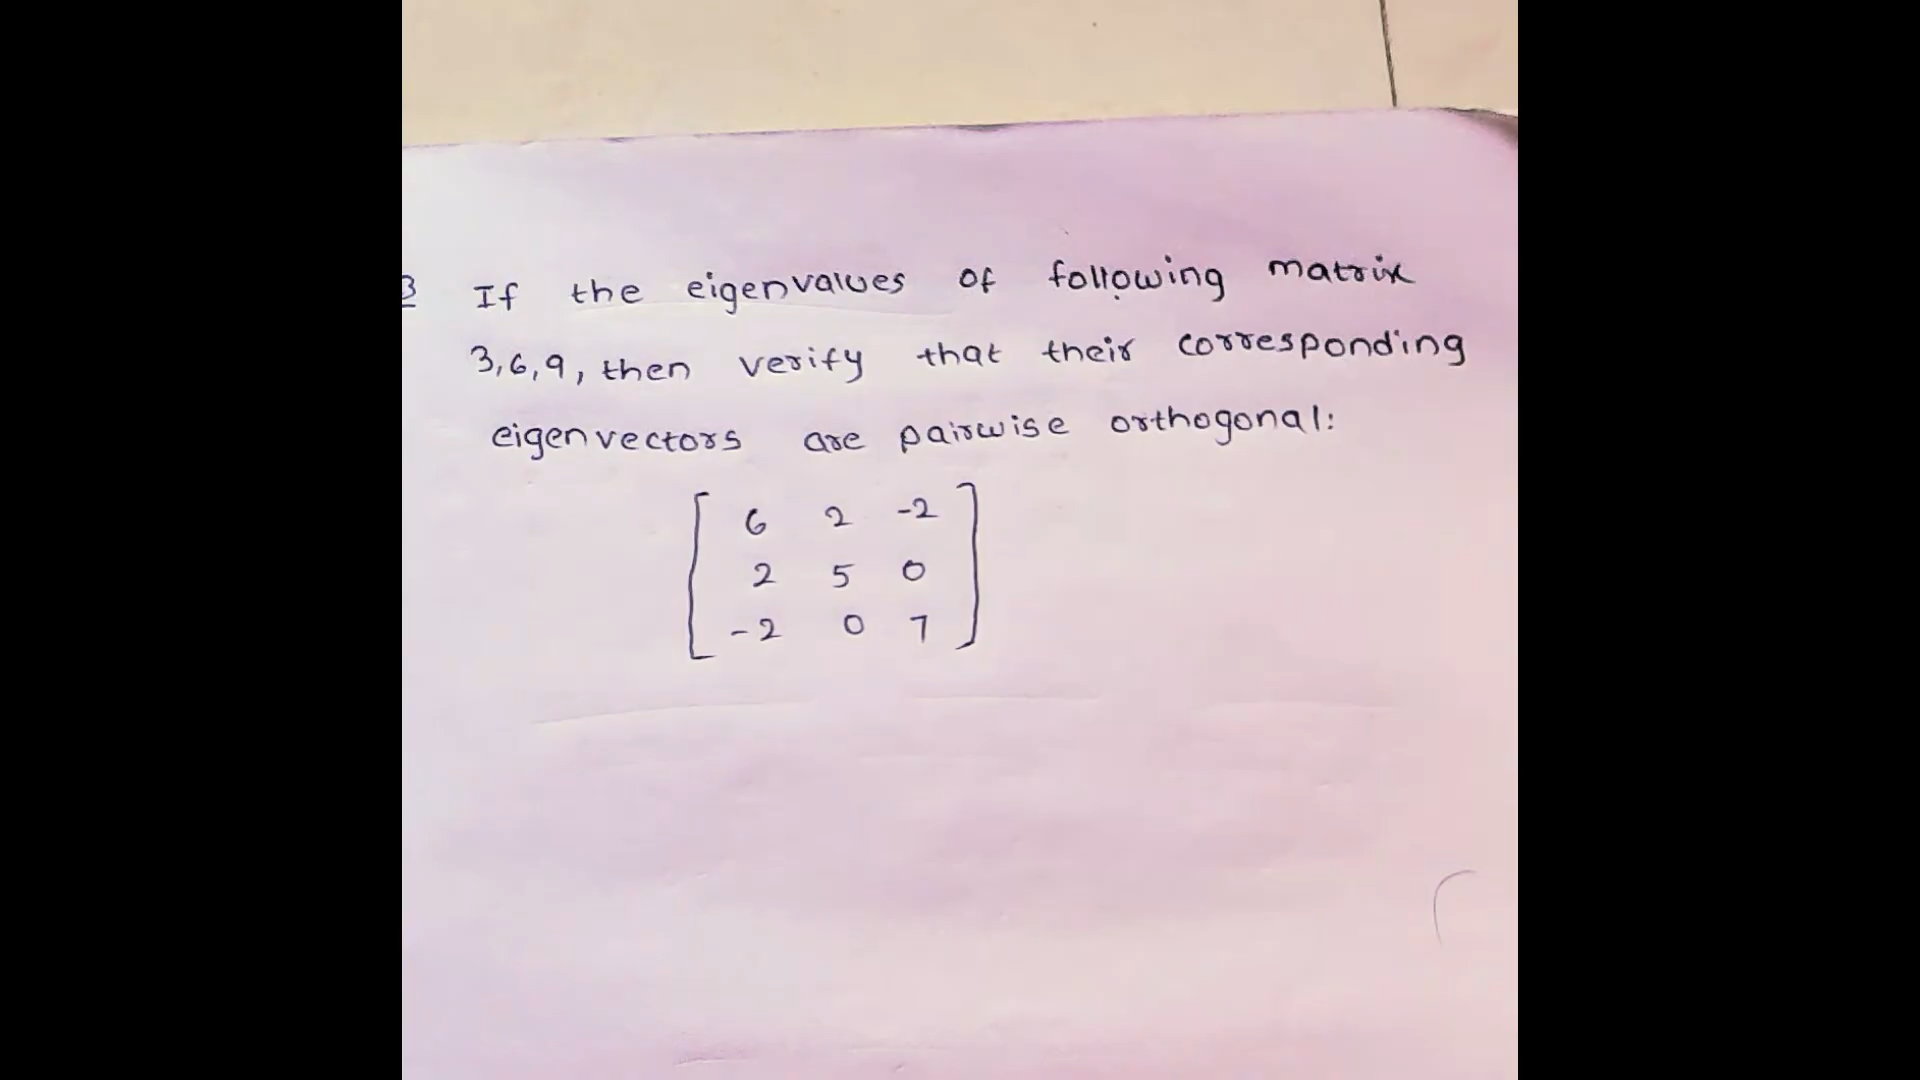 3 If the eigenvalues of following matrix
3,6,9, then verify that their corresponding
eigenvectors are pairwise orthogonal:
6 2 -2
2 5 0
-2 0 7